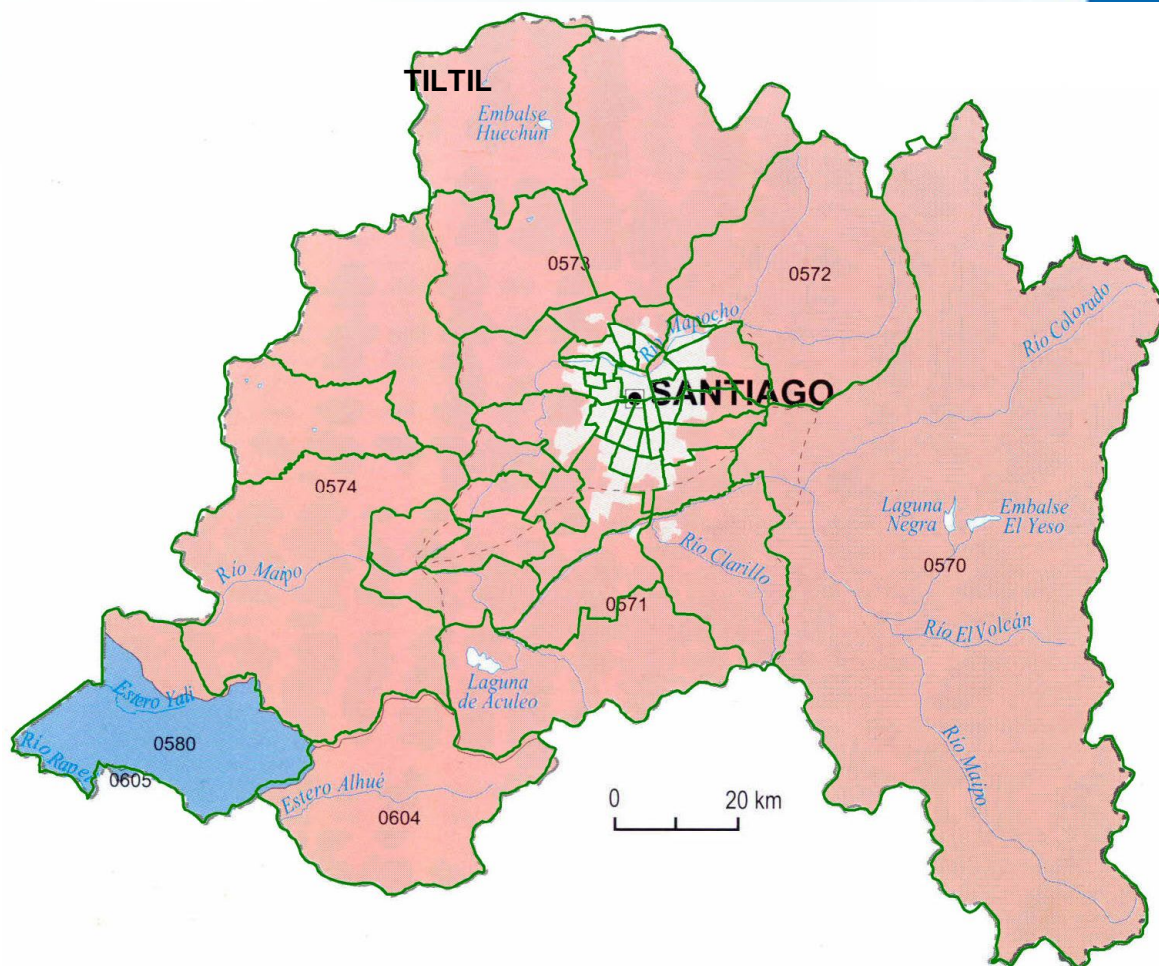 TILTIL
Embalse
Huechún
0573
0572
Río Colorado
Río Mapocho
SANTIAGO
0574
Laguna
Negra
Embalse
El Yeso
0570
Río Clarillo
Río Maipo
0571
Río El Volcán
Laguna
de Aculeo
Estero Yali
0580
Río Rapel
0605
Estero Alhué
0604
Río Maipo
0 20 km